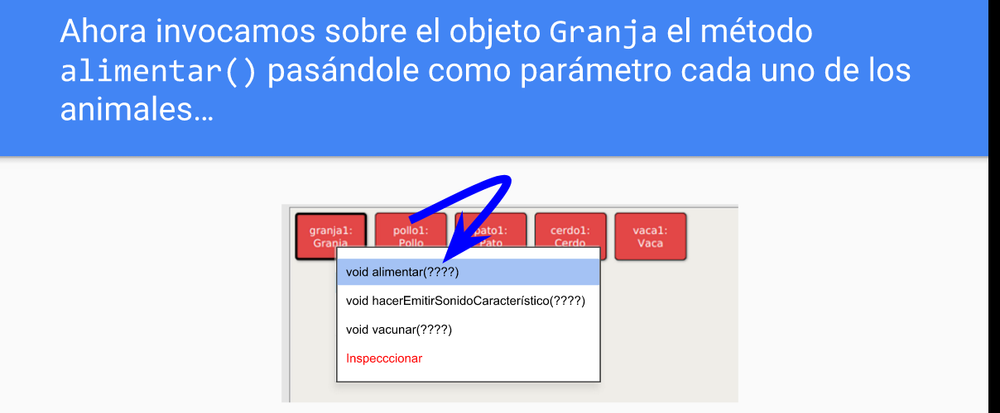 Ahora invocamos sobre el objeto Granja el método
alimentar() pasándole como parámetro cada uno de los
animales…
granja1:
Granja
pollo1:
Pollo
pato1:
Pato
cerdo1:
Cerdo
vaca1:
Vaca
void alimentar(????)
void hacerEmitirSonidoCaracterístico(????)
void vacunar(????)
Inspecccionar